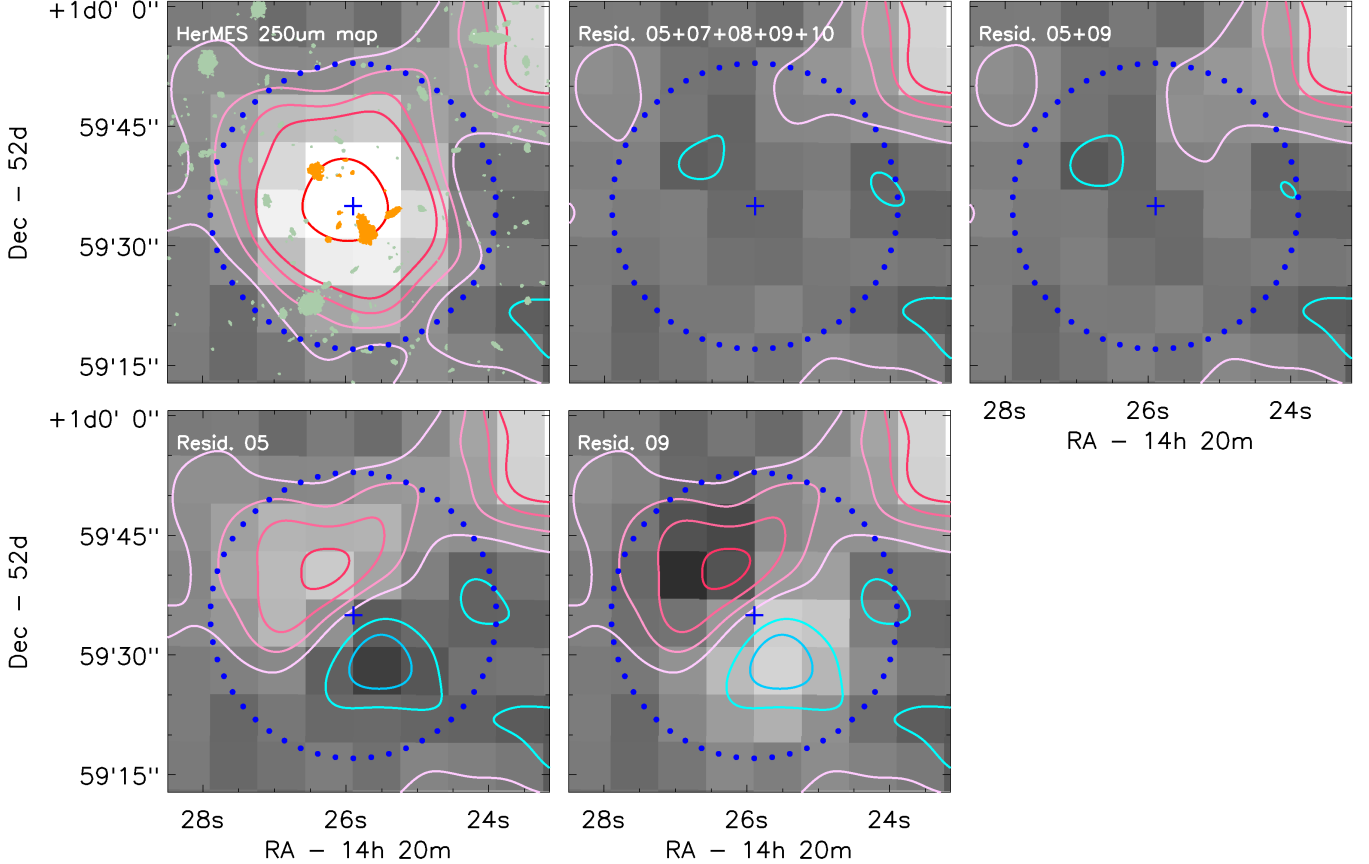 +1d0' 0''
59'45''
59'30''
59'15''
Dec − 52d
HerMES 250um map
Resid. 05+07+08+09+10
Resid. 05+09
28s 26s 24s
RA − 14h 20m
+1d0' 0''
59'45''
59'30''
59'15''
Dec − 52d
Resid. 05
Resid. 09
28s 26s 24s
RA − 14h 20m
28s 26s 24s
RA − 14h 20m